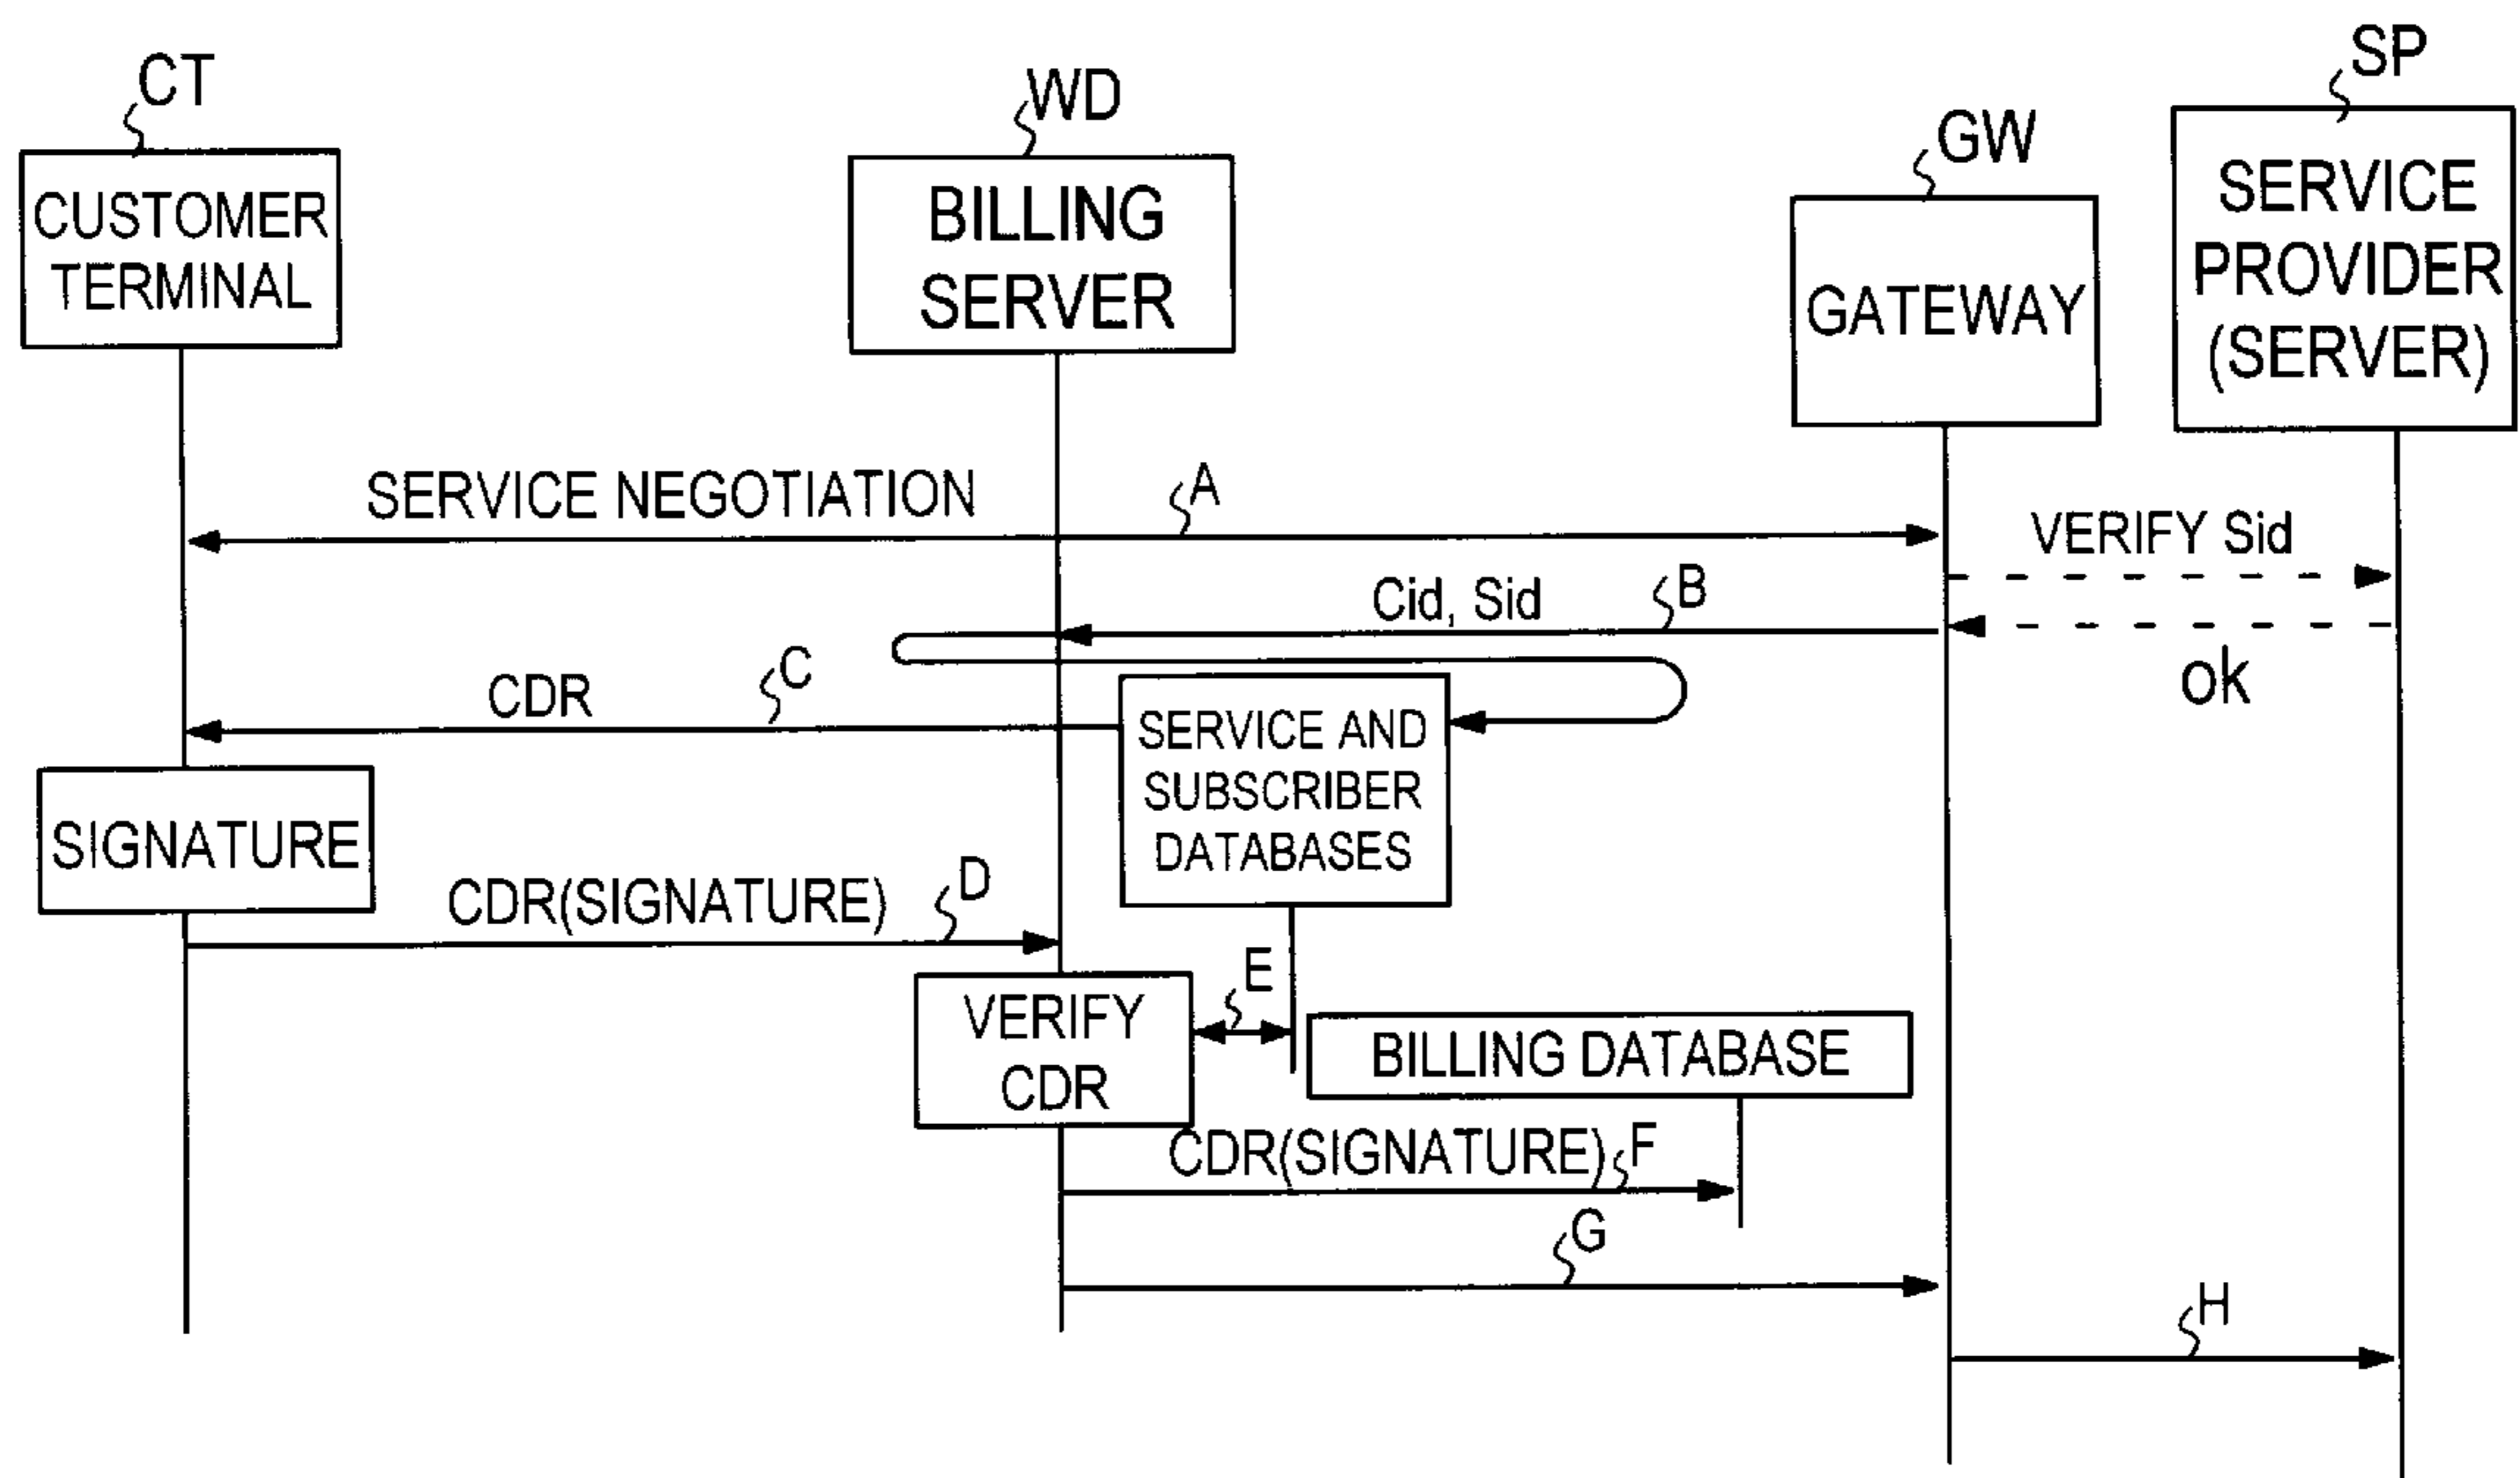 CT
WD
GW
SP
CUSTOMER
TERMINAL
BILLING
SERVER
GATEWAY
SERVICE
PROVIDER
(SERVER)
SERVICE NEGOTIATION
A
VERIFY Sid
Cid, Sid
B
ok
CDR
C
SERVICE AND
SUBSCRIBER
DATABASES
SIGNATURE
CDR(SIGNATURE)
D
VERIFY
CDR
E
BILLING DATABASE
CDR(SIGNATURE)
F
G
H